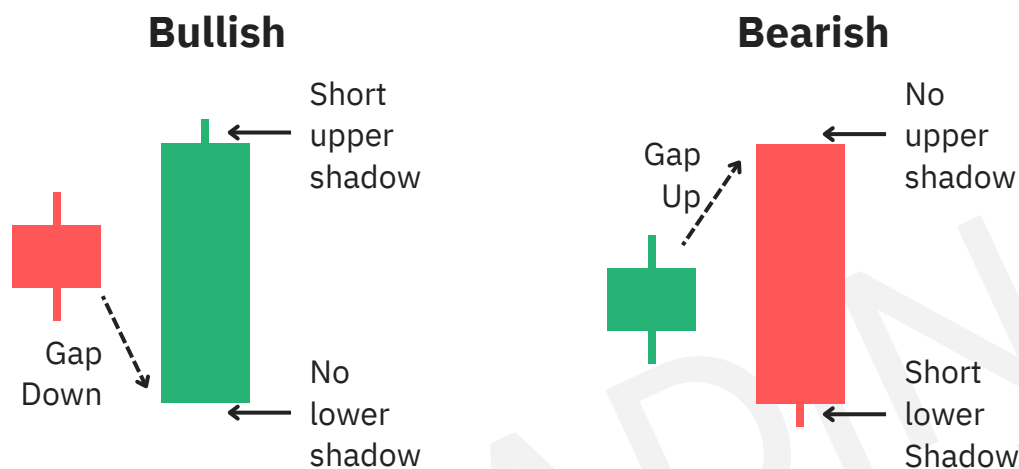 Bullish
Bearish
Short
upper
shadow
Gap
Down
No
lower
shadow
No
upper
shadow
Gap
Up
Short
lower
Shadow